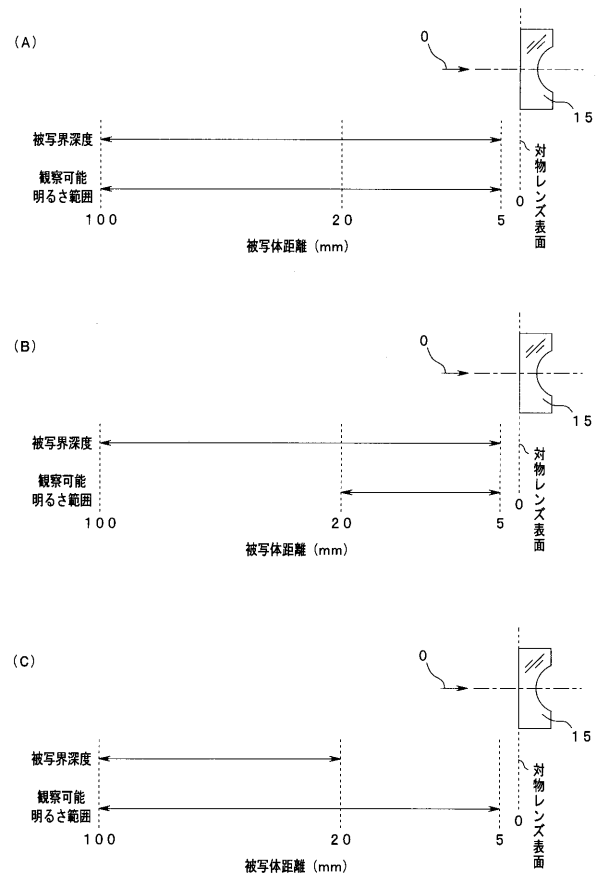 (A)
0
15
被写界深度
観察可能
明るさ範囲
100
20
5
0
対物レンズ表面
被写体距離 (mm)
(B)
0
15
被写界深度
観察可能
明るさ範囲
100
20
5
0
対物レンズ表面
被写体距離 (mm)
(C)
0
15
被写界深度
観察可能
明るさ範囲
100
20
5
0
対物レンズ表面
被写体距離 (mm)